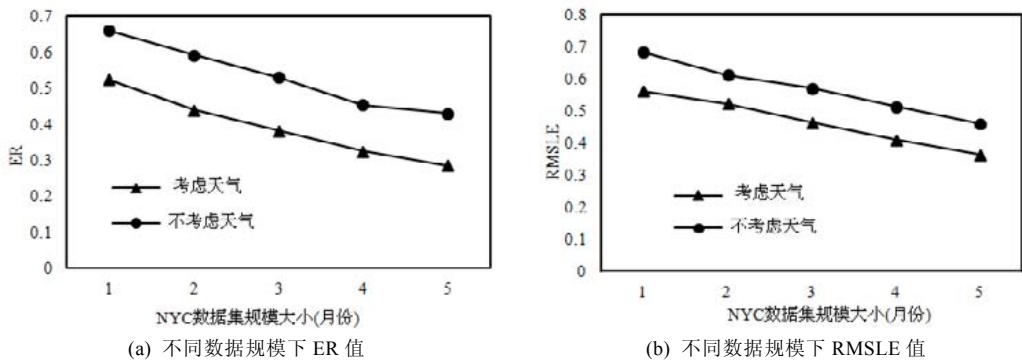 0.7
0.6
0.5
0.4
0.3
0.2
0.1
0
ER
考虑天气
不考虑天气
1 2 3 4 5
NYC数据集规模大小(月份)
(a) 不同数据规模下 ER 值
0.8
0.7
0.6
0.5
0.4
0.3
0.2
0.1
0
RMSLE
考虑天气
不考虑天气
1 2 3 4 5
NYC数据集规模大小(月份)
(b) 不同数据规模下 RMSLE 值